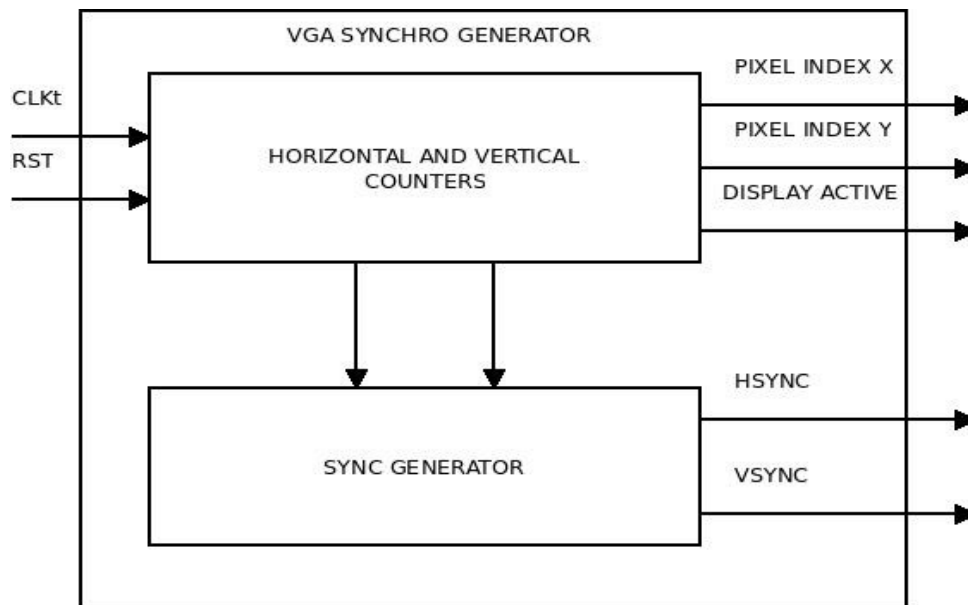 VGA SYNCHRO GENERATOR
PIXEL INDEX X
CLKt
PIXEL INDEX Y
RST
HORIZONTAL AND VERTICAL
COUNTERS
DISPLAY ACTIVE
HSYNC
SYNC GENERATOR
VSYNC